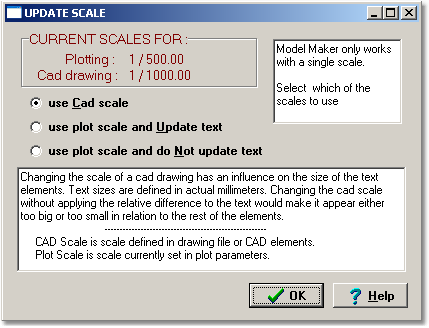 UPDATE SCALE
CURRENT SCALES FOR :
Plotting : 1 / 500.00
Cad drawing : 1 / 1000.00
Model Maker only works
with a single scale.
Select which of the
scales to use
use Cad scale
use plot scale and Update text
use plot scale and do Not update text
Changing the scale of a cad drawing has an influence on the size of the text
elements. Text sizes are defined in actual millimeters. Changing the cad scale
without applying the relative difference to the text would make it appear either
too big or too small in relation to the rest of the elements.
------------------------------------------------------
CAD Scale is scale defined in drawing file or CAD elements.
Plot Scale is scale currently set in plot parameters.
OK
? Help